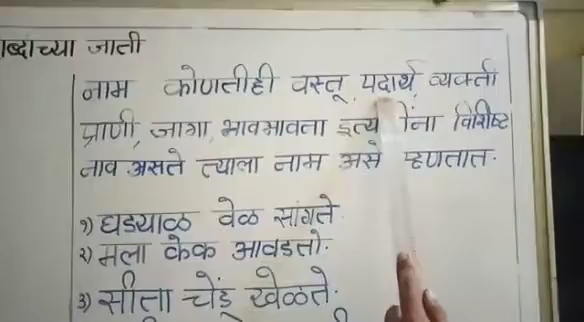 ब्दाच्या जाती
नाम कोणतीही वस्तू, पदार्थ, व्यक्ती
प्राणी, जागा, भावभावना इत्य ींना विशिष्ट
नाव असते त्याला नाम असे म्हणतात.
१) घड्याळ वेळ सांगते.
२) मला केक आवडतो.
३) सीता चेंडू खेळते.